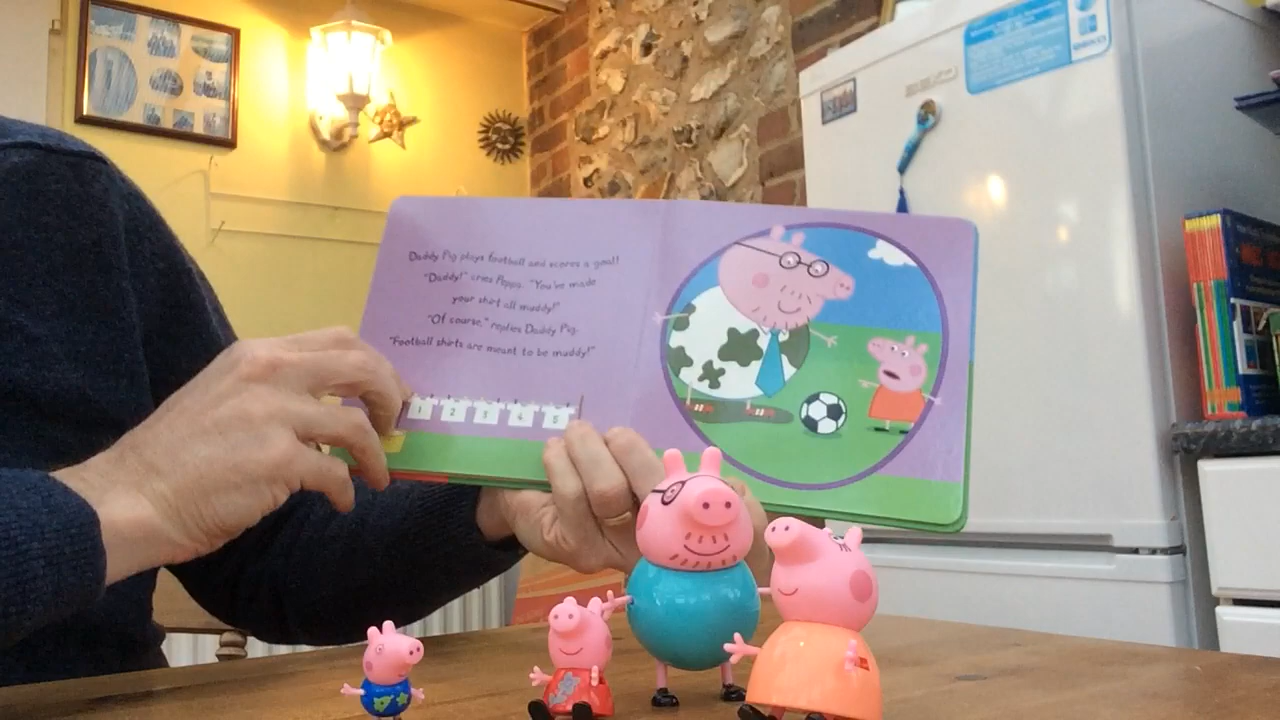 Daddy Pig plays football and scores a goal!
"Daddy!" cries Peppa. "You've made
your shirt all muddy!"
"Of course," replies Daddy Pig.
"Football shirts are meant to be muddy!"
1 2 3 4 5
BEKO